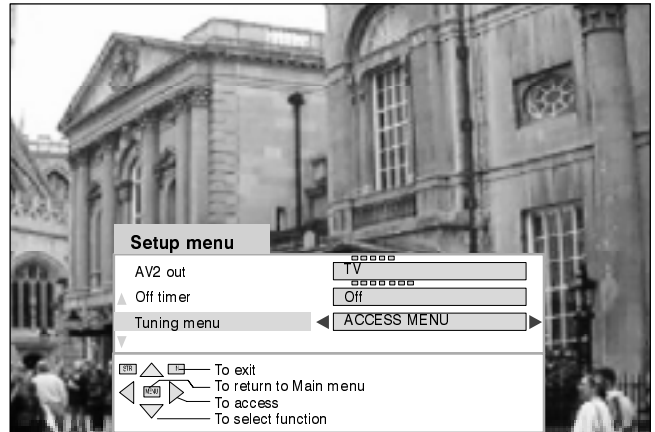 Setup menu
AV2 out TV
Off timer Off
Tuning menu ACCESS MENU
STR
To exit
MENU To return to Main menu
To access
To select function